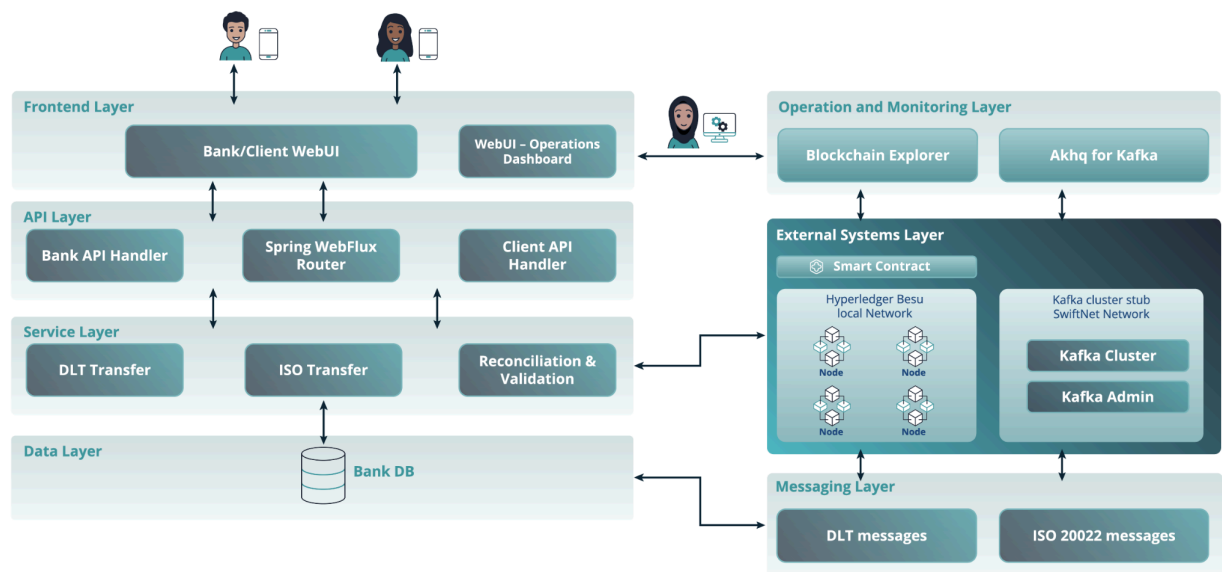 Frontend Layer
Bank/Client WebUI
WebUI – Operations
Dashboard
API Layer
Bank API Handler
Spring WebFlux
Router
Client API
Handler
Service Layer
DLT Transfer
ISO Transfer
Reconciliation &
Validation
Data Layer
Bank DB
Operation and Monitoring Layer
Blockchain Explorer
Akhq for Kafka
External Systems Layer
Smart Contract
Hyperledger Besu
local Network
Node
Node
Node
Node
Kafka cluster stub
SwiftNet Network
Kafka Cluster
Kafka Admin
Messaging Layer
DLT messages
ISO 20022 messages